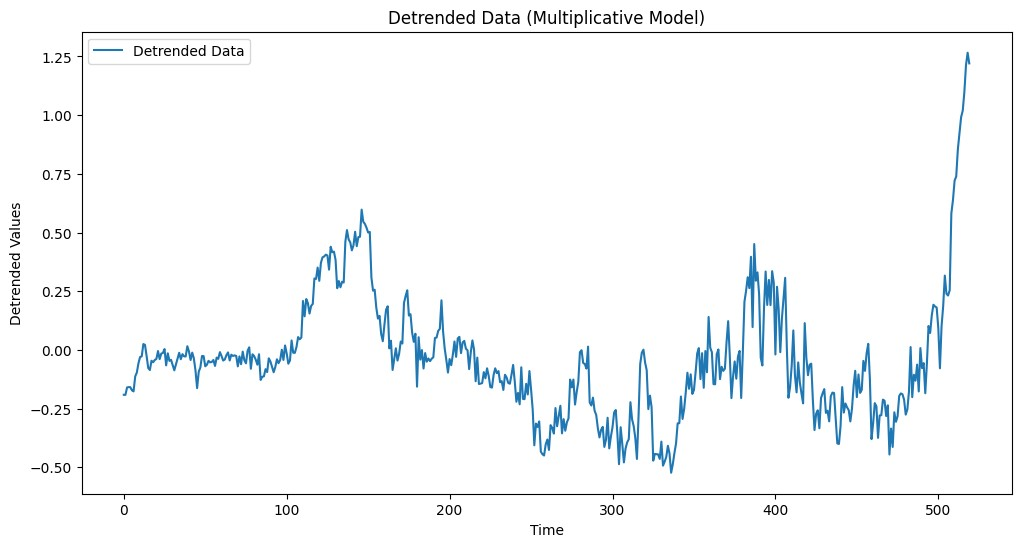 Detrended Data (Multiplicative Model)
Detrended Data
Detrended Values
1.25
1.00
0.75
0.50
0.25
0.00
−0.25
−0.50
0 100 200 300 400 500
Time